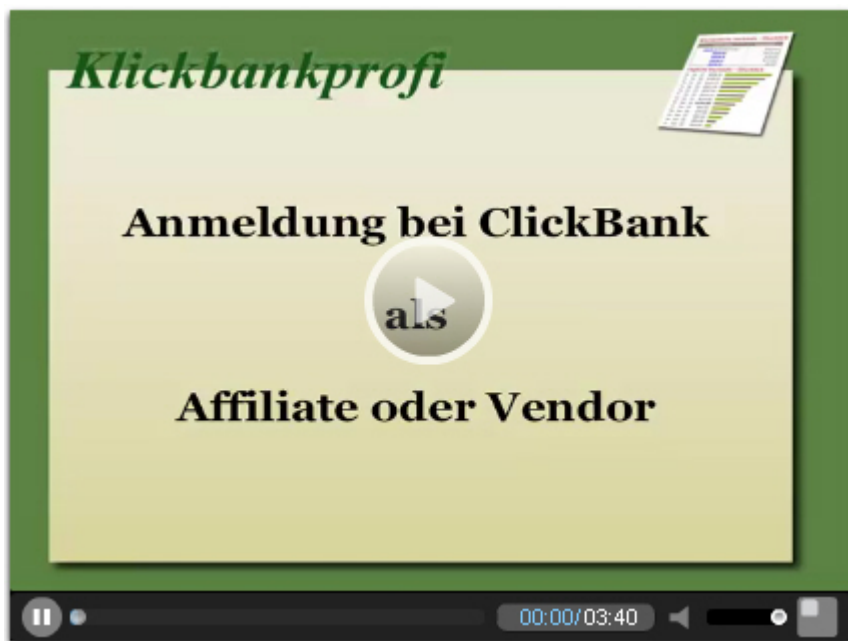 Klickbankprofi
Anmeldung bei ClickBank
als
Affiliate oder Vendor
00:00/03:40